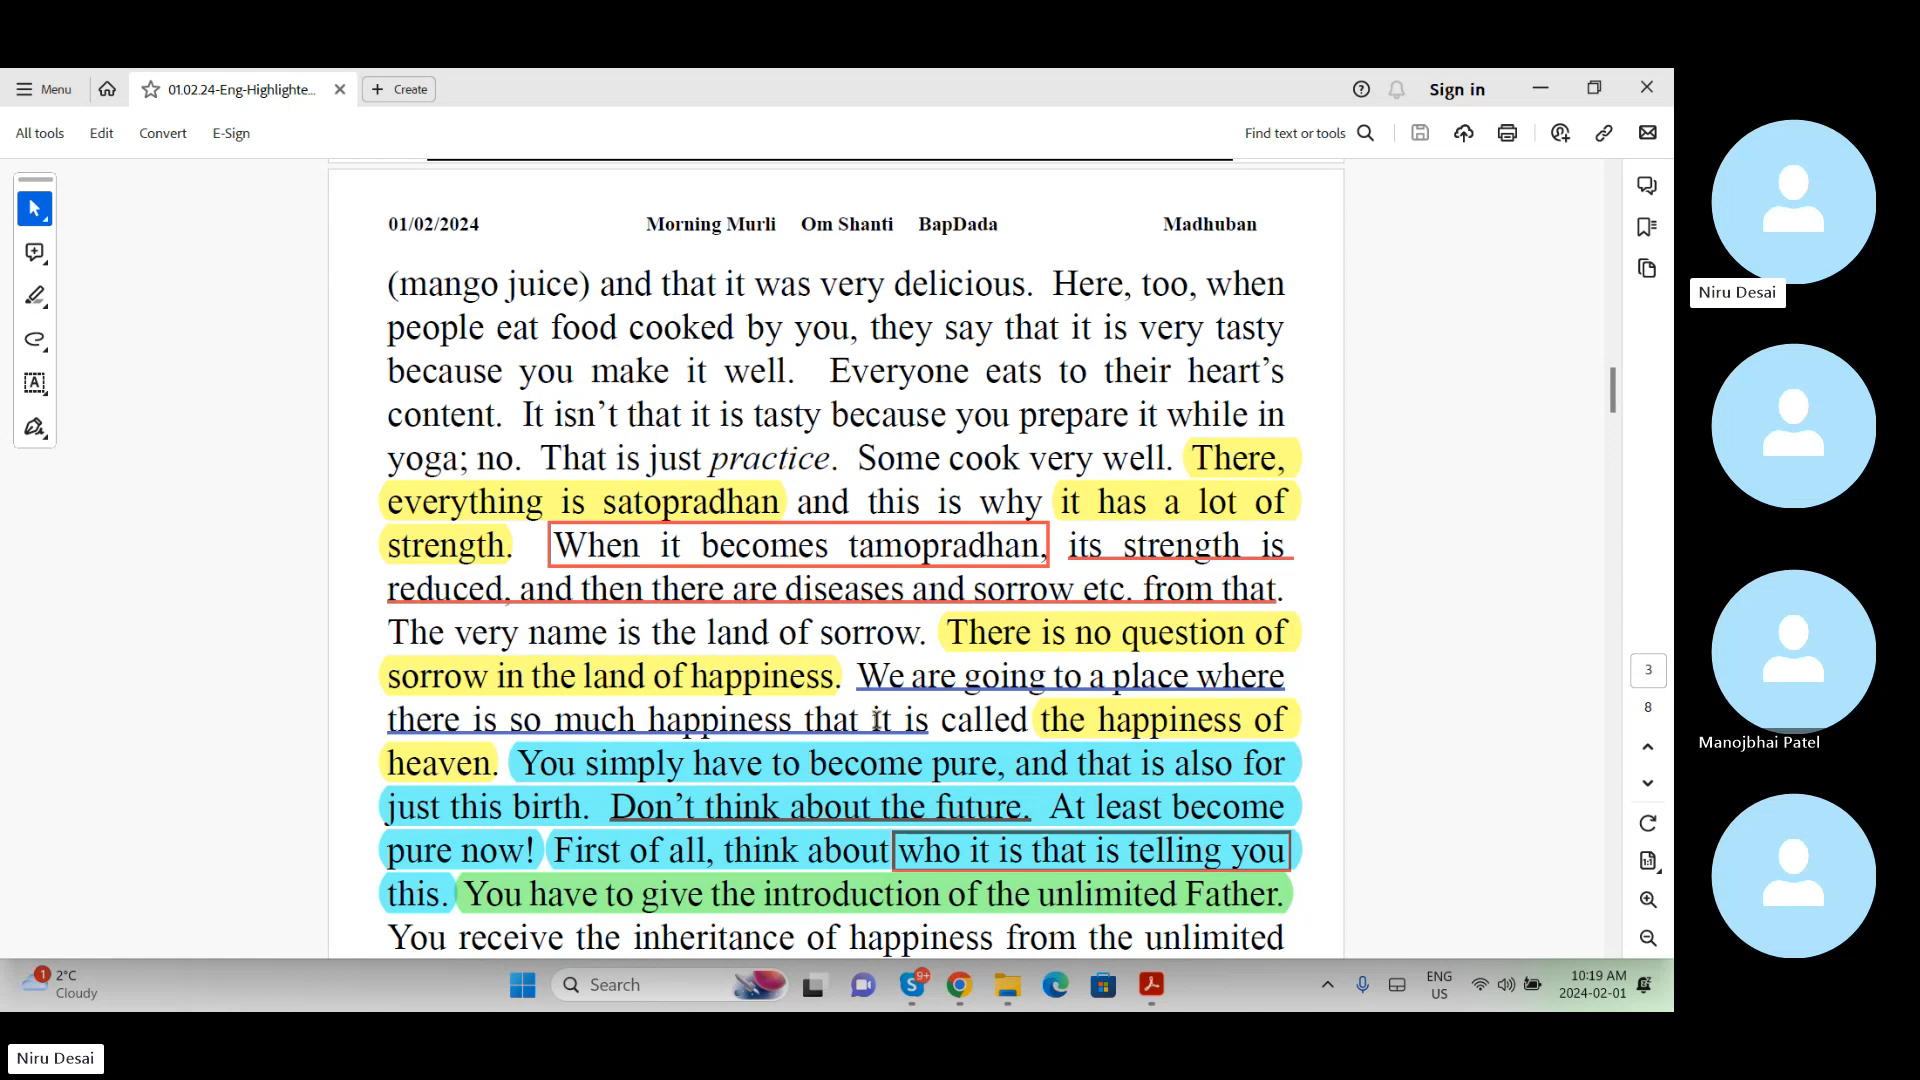 Menu
01.02.24-Eng-Highlighte...
Create
Sign in
All tools
Edit
Convert
E-Sign
Find text or tools
01/02/2024 Morning Murli Om Shanti BapDada Madhuban
(mango juice) and that it was very delicious. Here, too, when
people eat food cooked by you, they say that it is very tasty
because you make it well. Everyone eats to their heart’s
content. It isn’t that it is tasty because you prepare it while in
yoga; no. That is just practice. Some cook very well. There,
everything is satopradhan and this is why it has a lot of
strength. When it becomes tamopradhan, its strength is
reduced, and then there are diseases and sorrow etc. from that.
The very name is the land of sorrow. There is no question of
sorrow in the land of happiness. We are going to a place where
there is so much happiness that it is called the happiness of
heaven. You simply have to become pure, and that is also for
just this birth. Don’t think about the future. At least become
pure now! First of all, think about who it is that is telling you
this. You have to give the introduction of the unlimited Father.
You receive the inheritance of happiness from the unlimited
3
8
Niru Desai
Manojbhai Patel
1
2°C
Cloudy
Search
9+
ENG
US
10:19 AM
2024-02-01
Niru Desai